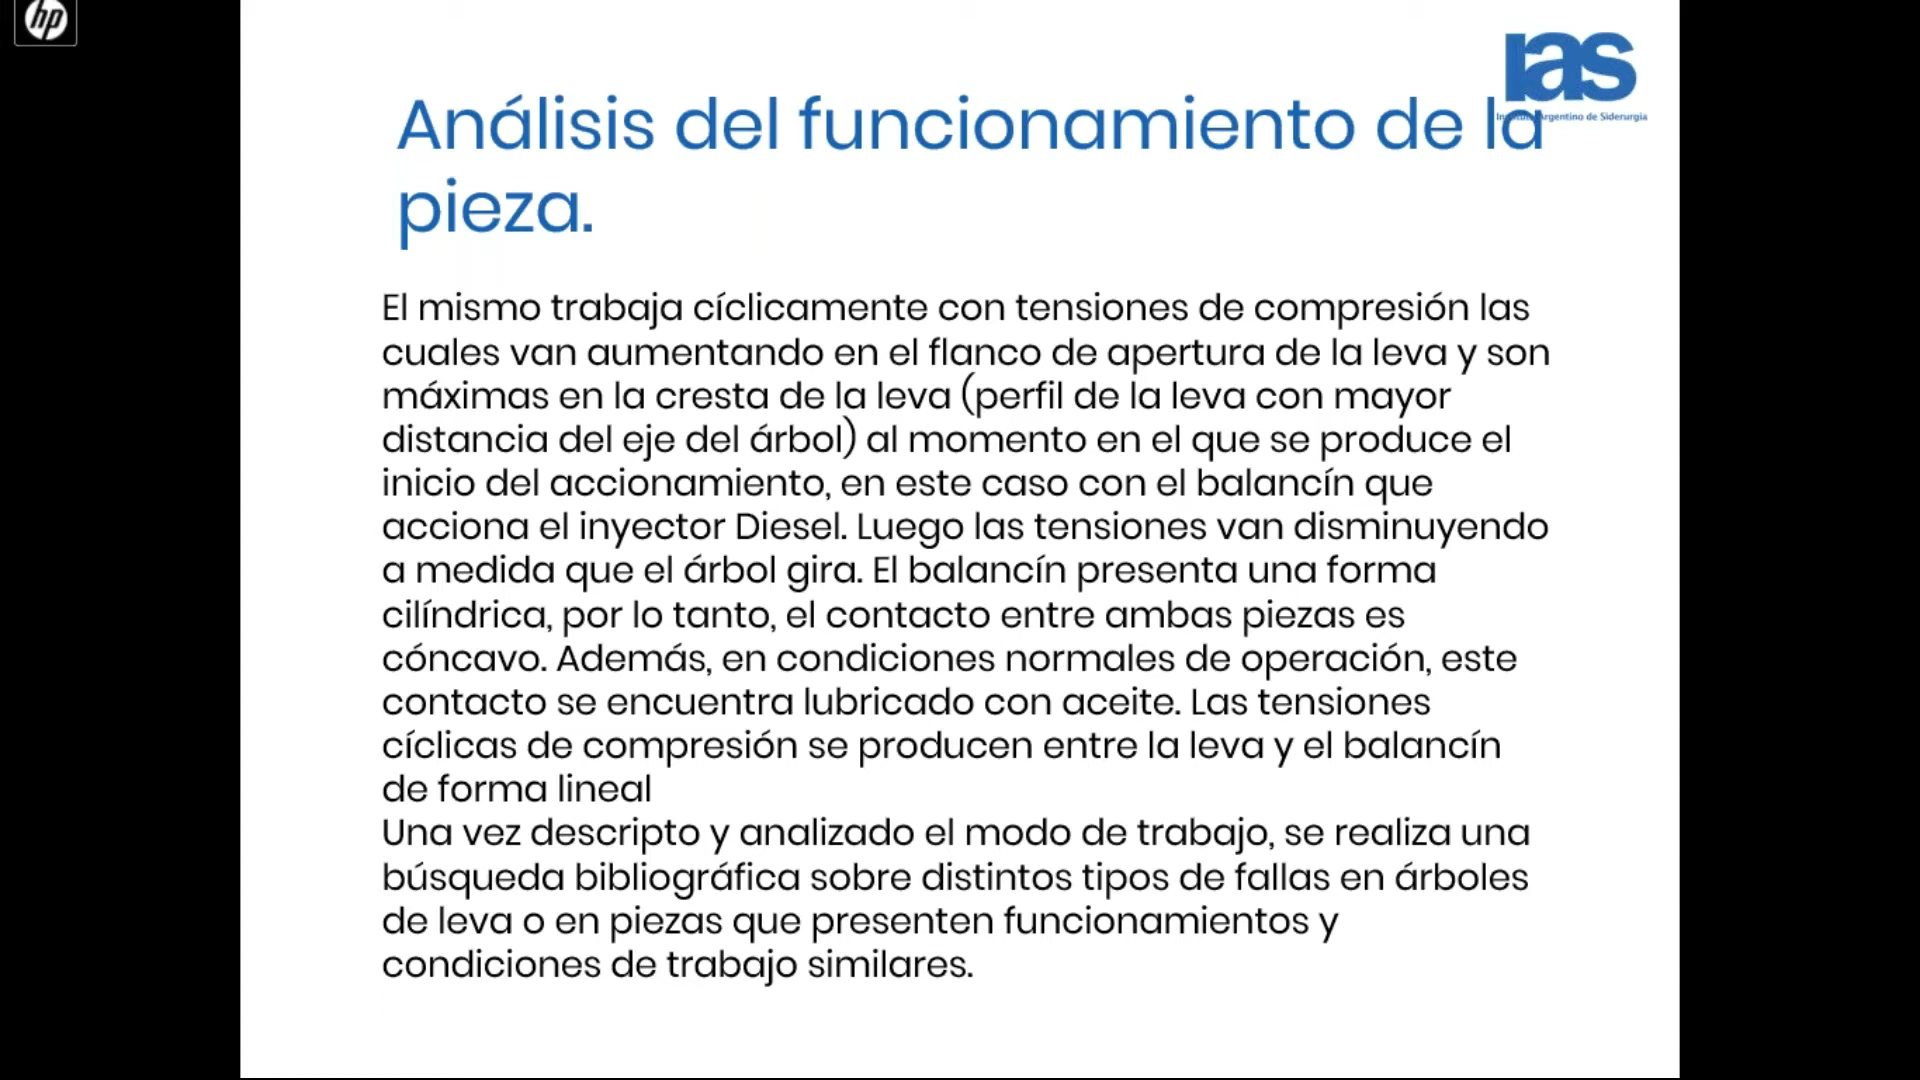 hp
ias
Instituto Argentino de Siderurgia
Análisis del funcionamiento de la
pieza.
El mismo trabaja cíclicamente con tensiones de compresión las
cuales van aumentando en el flanco de apertura de la leva y son
máximas en la cresta de la leva (perfil de la leva con mayor
distancia del eje del árbol) al momento en el que se produce el
inicio del accionamiento, en este caso con el balancín que
acciona el inyector Diesel. Luego las tensiones van disminuyendo
a medida que el árbol gira. El balancín presenta una forma
cilíndrica, por lo tanto, el contacto entre ambas piezas es
cóncavo. Además, en condiciones normales de operación, este
contacto se encuentra lubricado con aceite. Las tensiones
cíclicas de compresión se producen entre la leva y el balancín
de forma lineal
Una vez descripto y analizado el modo de trabajo, se realiza una
búsqueda bibliográfica sobre distintos tipos de fallas en árboles
de leva o en piezas que presenten funcionamientos y
condiciones de trabajo similares.